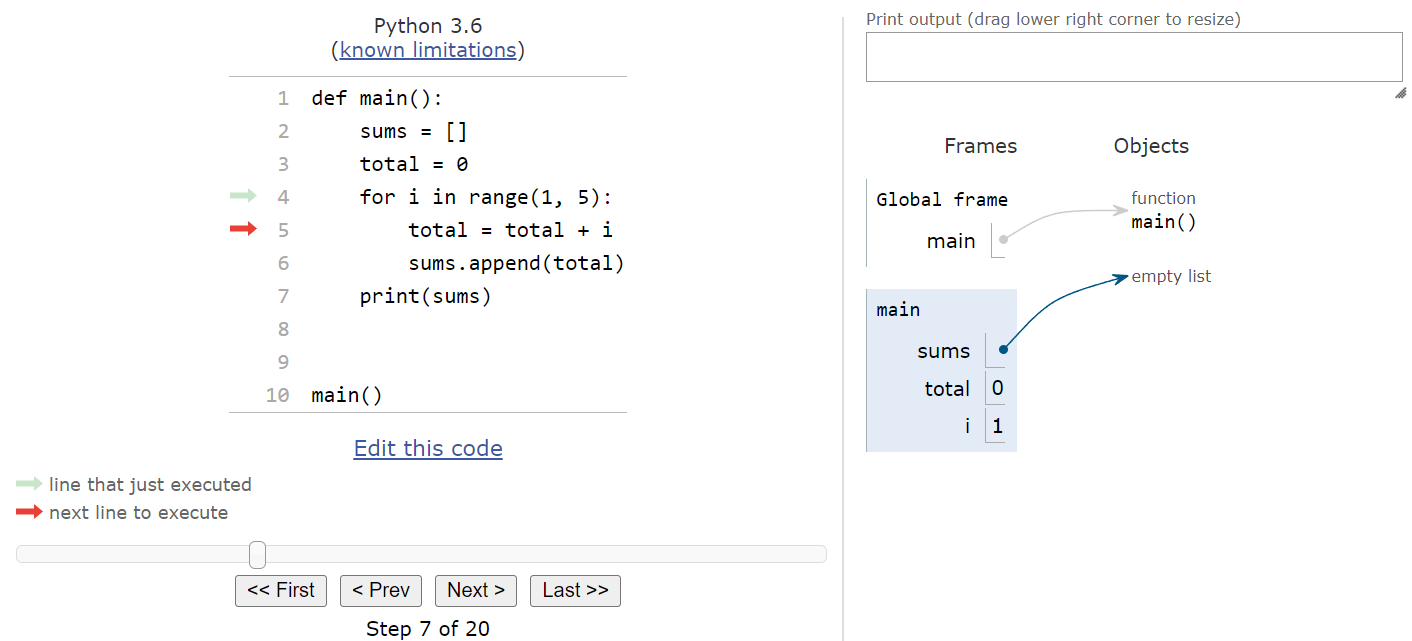 Python 3.6
(known limitations)
1 def main():
2     sums = []
3     total = 0
4     for i in range(1, 5):
5         total = total + i
6         sums.append(total)
7     print(sums)
8
9
10 main()
Edit this code
line that just executed
next line to execute
<< First < Prev Next > Last >>
Step 7 of 20
Print output (drag lower right corner to resize)
Frames Objects
Global frame
main
function
main()
empty list
main
sums
total 0
i 1